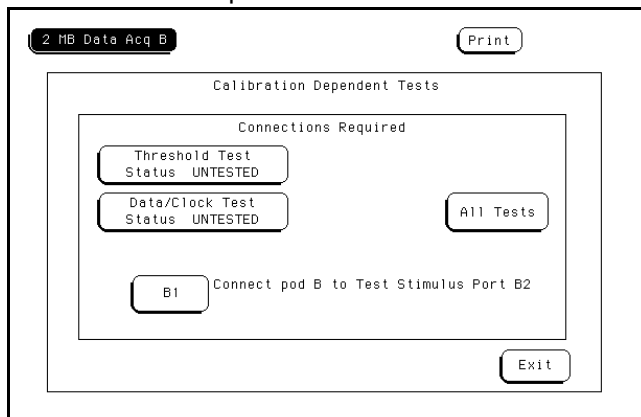 2 MB Data Acq B
Print
Calibration Dependent Tests
Connections Required
Threshold Test
Status UNTESTED
Data/Clock Test
Status UNTESTED
All Tests
B1
Connect pod B to Test Stimulus Port B2
Exit